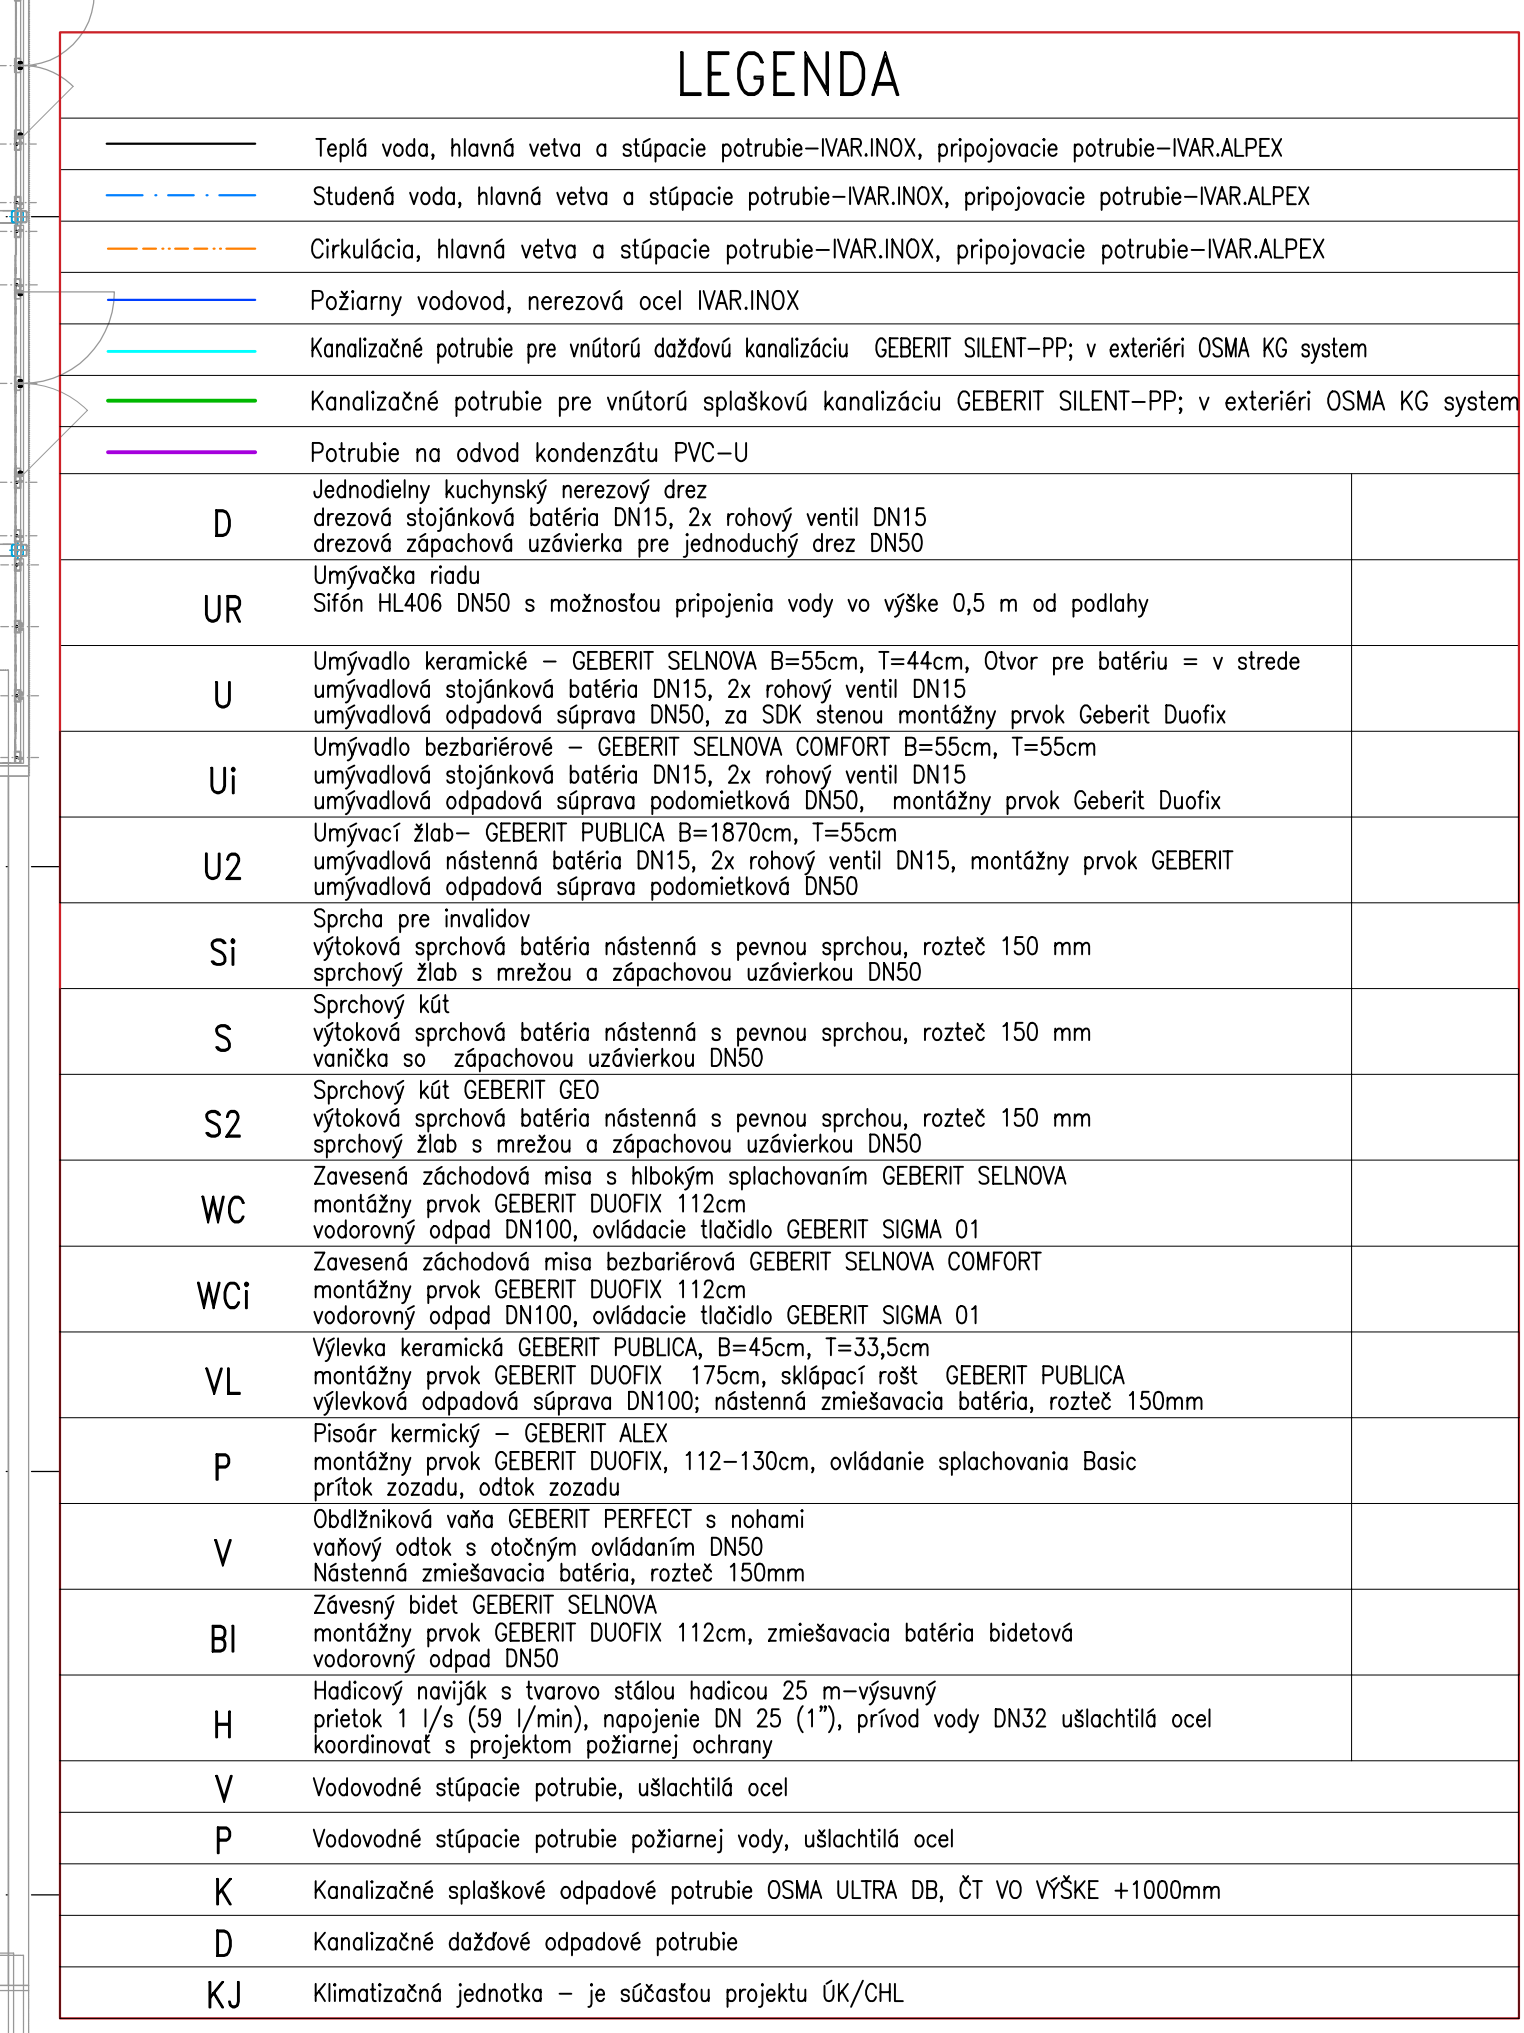 LEGENDA
Teplá voda, hlavná vetva a stúpacie potrubie-IVAR.INOX, pripojovacie potrubie-IVAR.ALPEX
Studená voda, hlavná vetva a stúpacie potrubie-IVAR.INOX, pripojovacie potrubie-IVAR.ALPEX
Cirkulácia, hlavná vetva a stúpacie potrubie-IVAR.INOX, pripojovacie potrubie-IVAR.ALPEX
Požiarny vodovod, nerezová ocel IVAR.INOX
Kanalizačné potrubie pre vnútorú dažďovú kanalizáciu GEBERIT SILENT-PP; v exteriéri OSMA KG system
Kanalizačné potrubie pre vnútorú splaškovú kanalizáciu GEBERIT SILENT-PP; v exteriéri OSMA KG system
Potrubie na odvod kondenzátu PVC-U
D
Jednodielny kuchynský nerezový drez
drezová stojánková batéria DN15, 2x rohový ventil DN15
drezová zápachová uzávierka pre jednoduchý drez DN50
UR
Umývačka riadu
Sifón HL406 DN50 s možnosťou pripojenia vody vo výške 0,5 m od podlahy
U
Umývadlo keramické - GEBERIT SELNOVA B=55cm, T=44cm, Otvor pre batériu = v strede
umývadlová stojánková batéria DN15, 2x rohový ventil DN15
umývadlová odpadová súprava DN50, za SDK stenou montážny prvok Geberit Duofix
Ui
Umývadlo bezbariérové - GEBERIT SELNOVA COMFORT B=55cm, T=55cm
umývadlová stojánková batéria DN15, 2x rohový ventil DN15
umývadlová odpadová súprava podomietková DN50, montážny prvok Geberit Duofix
U2
Umývací žlab- GEBERIT PUBLICA B=1870cm, T=55cm
umývadlová nástenná batéria DN15, 2x rohový ventil DN15, montážny prvok GEBERIT
umývadlová odpadová súprava podomietková DN50
Si
Sprcha pre invalidov
výtoková sprchová batéria nástenná s pevnou sprchou, rozteč 150 mm
sprchový žlab s mrežou a zápachovou uzávierkou DN50
S
Sprchový kút
výtoková sprchová batéria nástenná s pevnou sprchou, rozteč 150 mm
vanička so zápachovou uzávierkou DN50
S2
Sprchový kút GEBERIT GEO
výtoková sprchová batéria nástenná s pevnou sprchou, rozteč 150 mm
sprchový žlab s mrežou a zápachovou uzávierkou DN50
WC
Zavesená záchodová misa s hlbokým splachovaním GEBERIT SELNOVA
montážny prvok GEBERIT DUOFIX 112cm
vodorovný odpad DN100, ovládacie tlačidlo GEBERIT SIGMA 01
WCi
Zavesená záchodová misa bezbariérová GEBERIT SELNOVA COMFORT
montážny prvok GEBERIT DUOFIX 112cm
vodorovný odpad DN100, ovládacie tlačidlo GEBERIT SIGMA 01
VL
Výlevka keramická GEBERIT PUBLICA, B=45cm, T=33,5cm
montážny prvok GEBERIT DUOFIX 175cm, sklápací rošt GEBERIT PUBLICA
výlevková odpadová súprava DN100; nástenná zmiešavacia batéria, rozteč 150mm
P
Pisoár kermický - GEBERIT ALEX
montážny prvok GEBERIT DUOFIX, 112-130cm, ovládanie splachovania Basic
prítok zozadu, odtok zozadu
V
Obdlžniková vaňa GEBERIT PERFECT s nohami
vaňový odtok s otočným ovládaním DN50
Nástenná zmiešavacia batéria, rozteč 150mm
BI
Závesný bidet GEBERIT SELNOVA
montážny prvok GEBERIT DUOFIX 112cm, zmiešavacia batéria bidetová
vodorovný odpad DN50
H
Hadicový naviják s tvarovo stálou hadicou 25 m-výsuvný
prietok 1 l/s (59 l/min), napojenie DN 25 (1"), prívod vody DN32 ušlachtilá ocel
koordinovať s projektom požiarnej ochrany
V
Vodovodné stúpacie potrubie, ušlachtilá ocel
P
Vodovodné stúpacie potrubie požiarnej vody, ušlachtilá ocel
K
Kanalizačné splaškové odpadové potrubie OSMA ULTRA DB, ČT VO VÝŠKE +1000mm
D
Kanalizačné dažďové odpadové potrubie
KJ
Klimatizačná jednotka - je súčasťou projektu ÚK/CHL